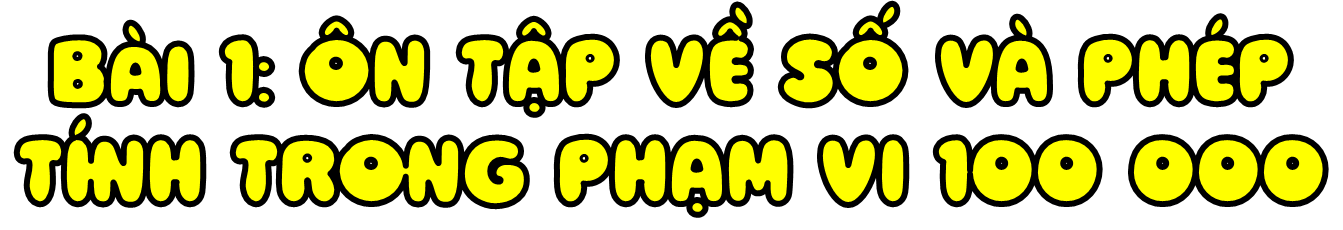 BÀI 1: ÔN TẬP VỀ SỐ VÀ PHÉP
TÍNH TRONG PHẠM VI 100 000